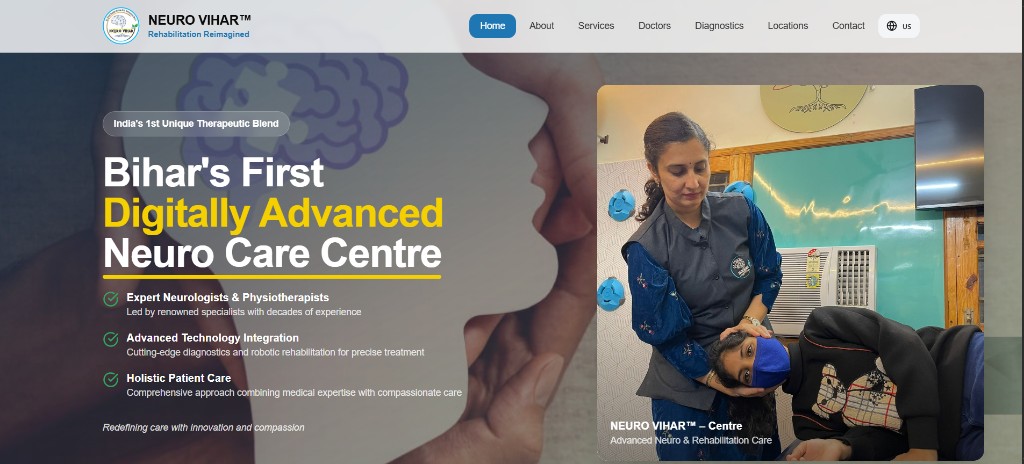 NEURO VIHAR™
Rehabilitation Reimagined
Home
About
Services
Doctors
Diagnostics
Locations
Contact
US
India's 1st Unique Therapeutic Blend
Bihar's First
Digitally Advanced
Neuro Care Centre
Expert Neurologists & Physiotherapists
Led by renowned specialists with decades of experience
Advanced Technology Integration
Cutting-edge diagnostics and robotic rehabilitation for precise treatment
Holistic Patient Care
Comprehensive approach combining medical expertise with compassionate care
Redefining care with innovation and compassion
NEURO VIHAR™ – Centre
Advanced Neuro & Rehabilitation Care